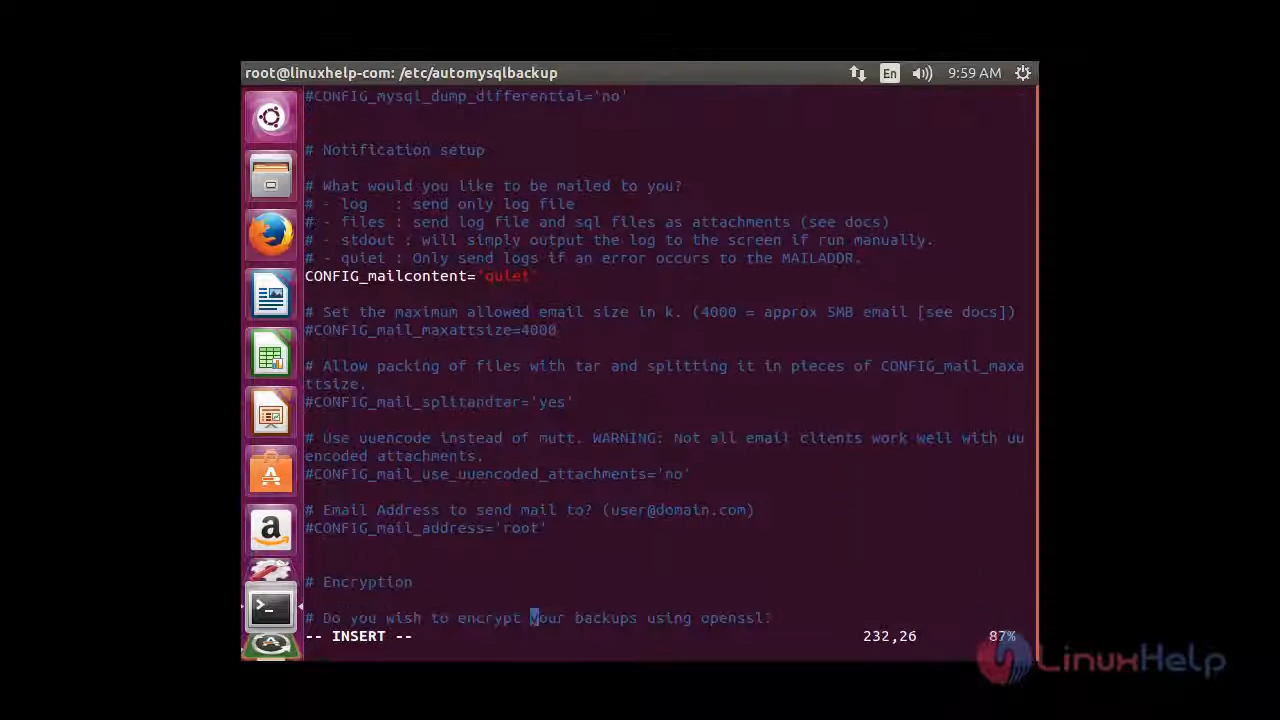 root@linuxhelp-com: /etc/automysqlbackup
En
9:59 AM
#CONFIG_mysql_dump_differential='no'
# Notification setup
# What would you like to be mailed to you?
# - log   : send only log file
# - files : send log file and sql files as attachments (see docs)
# - stdout : will simply output the log to the screen if run manually.
# - quiet : Only send logs if an error occurs to the MAILADDR.
CONFIG_mailcontent='quiet'
# Set the maximum allowed email size in k. (4000 = approx 5MB email [see docs])
#CONFIG_mail_maxattsize=4000
# Allow packing of files with tar and splitting it in pieces of CONFIG_mail_maxa
ttsize.
#CONFIG_mail_splitandtar='yes'
# Use uuencode instead of mutt. WARNING: Not all email clients work well with uu
encoded attachments.
#CONFIG_mail_use_uuencoded_attachments='no'
# Email Address to send mail to? (user@domain.com)
#CONFIG_mail_address='root'
# Encryption
# Do you wish to encrypt your backups using openssl?
-- INSERT --
232,26
87%
LinuxHelp